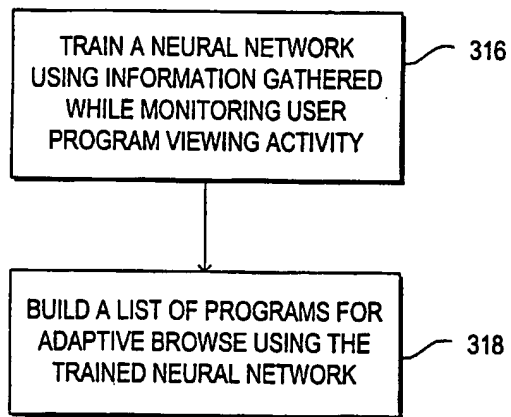 TRAIN A NEURAL NETWORK
USING INFORMATION GATHERED
WHILE MONITORING USER
PROGRAM VIEWING ACTIVITY
316
BUILD A LIST OF PROGRAMS FOR
ADAPTIVE BROWSE USING THE
TRAINED NEURAL NETWORK
318